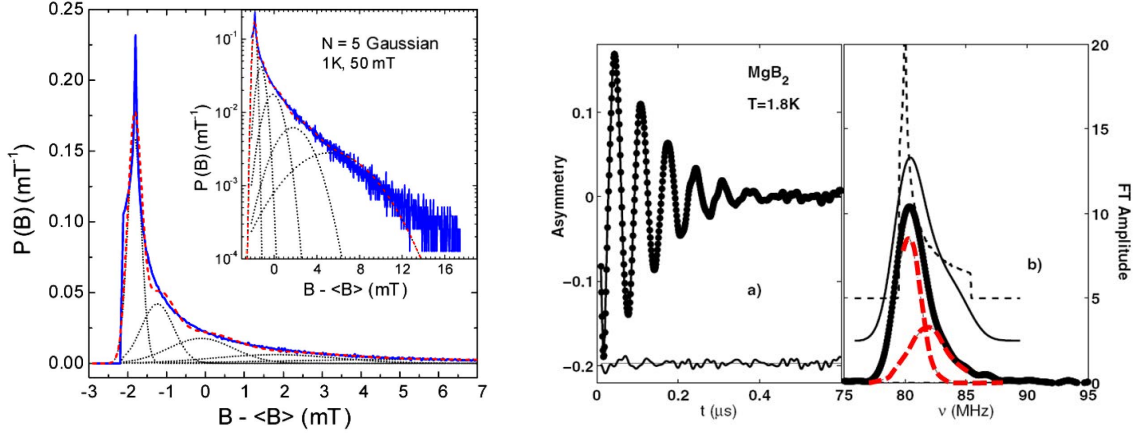 0.25
0.20
0.15
0.10
0.05
0.00
P (B) (mT⁻¹)
-3 -2 -1 0 1 2 3 4 5 6 7
B - <B> (mT)
N = 5 Gaussian
1K, 50 mT
10⁻¹
10⁻²
10⁻³
10⁻⁴
P (B) (mT⁻¹)
0 4 8 12 16
B - <B> (mT)
MgB₂
T=1.8K
0.1
0
−0.1
−0.2
Asymmetry
a)
0 0.2 0.4 0.6
t (μs)
b)
20
15
10
5
0
FT Amplitude
75 80 85 90 95
ν (MHz)